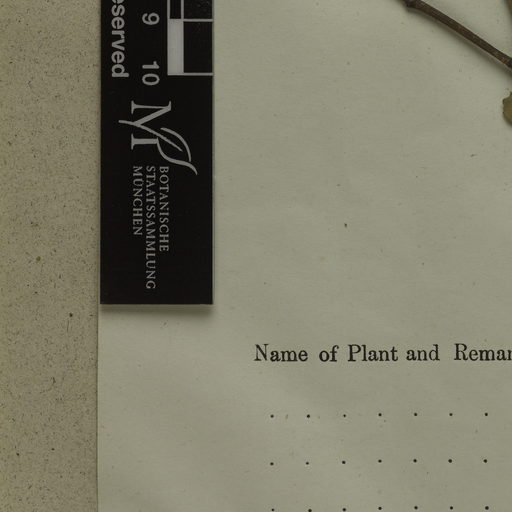 eserved
9 10
M
BOTANISCHE
STAATSSAMMLUNG
MÜNCHEN
Name of Plant and Remar